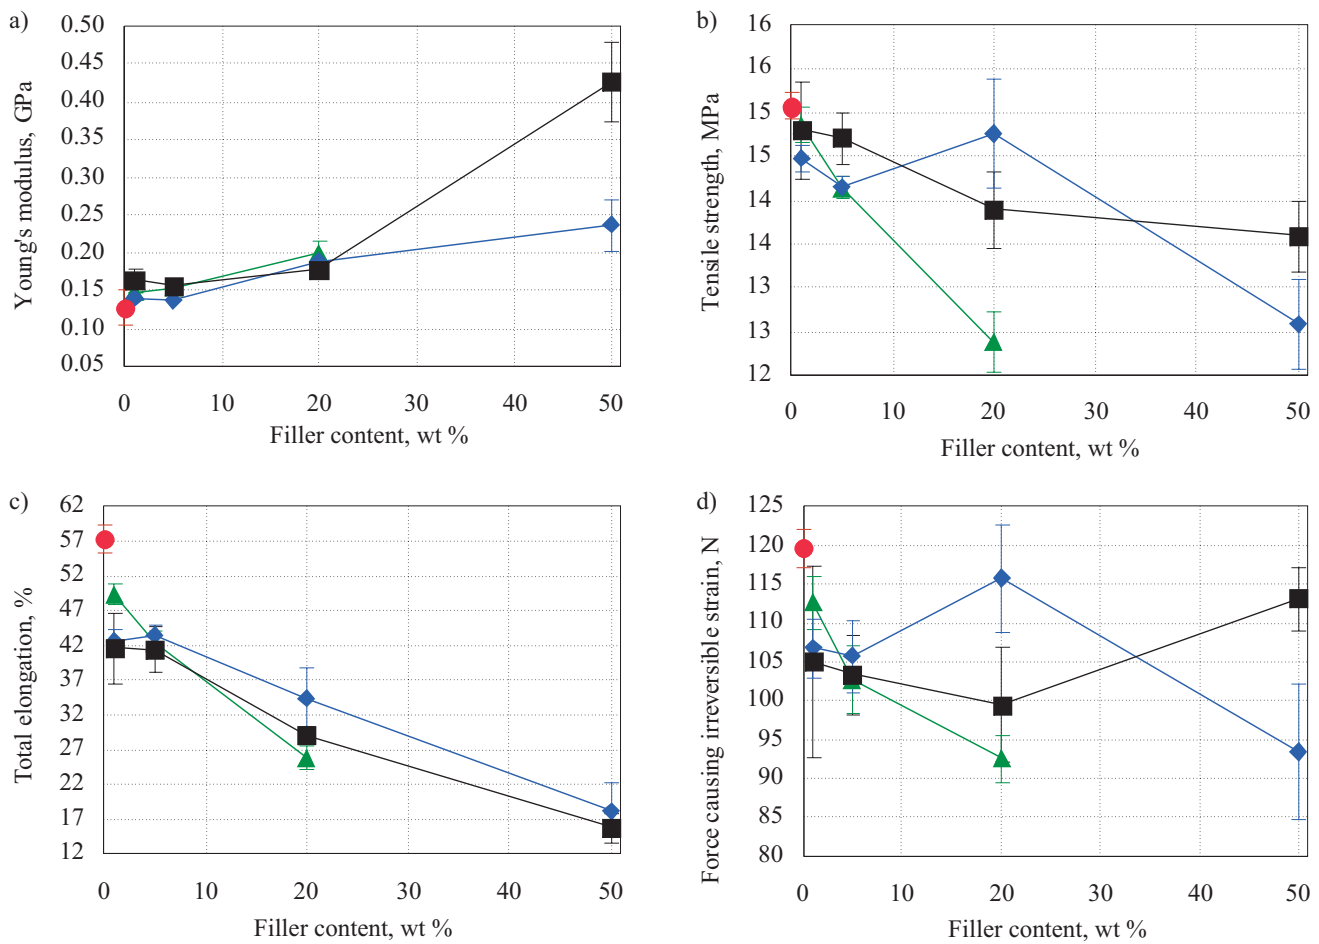 a)
Young's modulus, GPa
0.50
0.45
0.40
0.35
0.30
0.25
0.20
0.15
0.10
0.05
0 10 20 30 40 50
Filler content, wt %
b)
Tensile strength, MPa
16
16
15
15
14
14
13
13
12
0 10 20 30 40 50
Filler content, wt %
c)
Total elongation, %
62
57
52
47
42
37
32
27
22
17
12
0 10 20 30 40 50
Filler content, wt %
d)
Force causing irreversible strain, N
125
120
115
110
105
100
95
90
85
80
0 10 20 30 40 50
Filler content, wt %